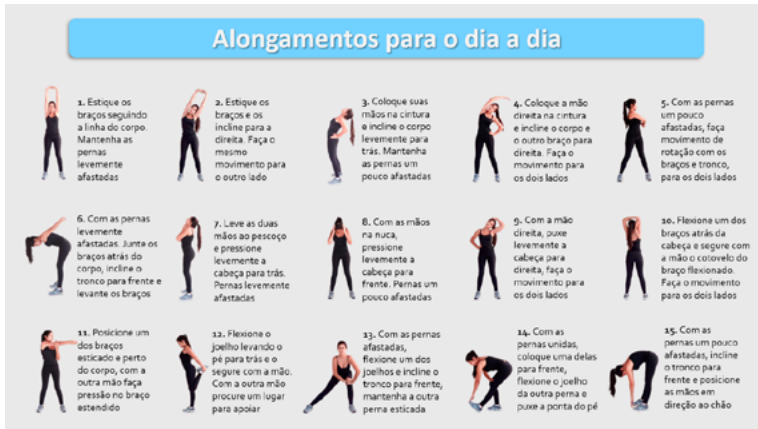 Alongamentos para o dia a dia
1. Estique os
braços seguindo
a linha do corpo.
Mantenha as
pernas
levemente
afastadas
2. Estique os
braços e os
incline para a
direita. Faça o
mesmo
movimento para
o outro lado
3. Coloque suas
mãos na cintura
e incline o corpo
levemente para
trás. Mantenha
as pernas um
pouco afastadas
4. Coloque a mão
direita na cintura
e incline o corpo e
o outro braço para
direita. Faça o
movimento para
os dois lados
5. Com as pernas
um pouco
afastadas, faça
movimento de
rotação com os
braços e tronco,
para os dois lados
6. Com as pernas
levemente
afastadas. Junte os
braços atrás do
corpo, incline o
tronco para frente e
levante os braços
7. Leve as duas
mãos ao pescoço
e pressione
levemente a
cabeça para trás.
Pernas levemente
afastadas
8. Com as mãos
na nuca,
pressione
levemente a
cabeça para
frente. Pernas um
pouco afastadas
9. Com a mão
direita, puxe
levemente a
cabeça para
direita, faça o
movimento para
os dois lados
10. Flexione um dos
braços atrás da
cabeça e segure com
a mão o cotovelo do
braço flexionado.
Faça o movimento
para os dois lados
11. Posicione um
dos braços
esticado e perto
do corpo, com a
outra mão faça
pressão no braço
estendido
12. Flexione o
joelho levando o
pé para trás e o
segure com a mão.
Com a outra mão
procure um lugar
para apoiar
13. Com as pernas
afastadas,
flexione um dos
joelhos e incline o
tronco para frente,
mantenha a outra
perna esticada
14. Com as
pernas unidas,
coloque uma delas
para frente,
flexione o joelho
da outra perna e
puxe a ponta do pé
15. Com as
pernas um pouco
afastadas, incline
o tronco para
frente e posicione
as mãos em
direção ao chão